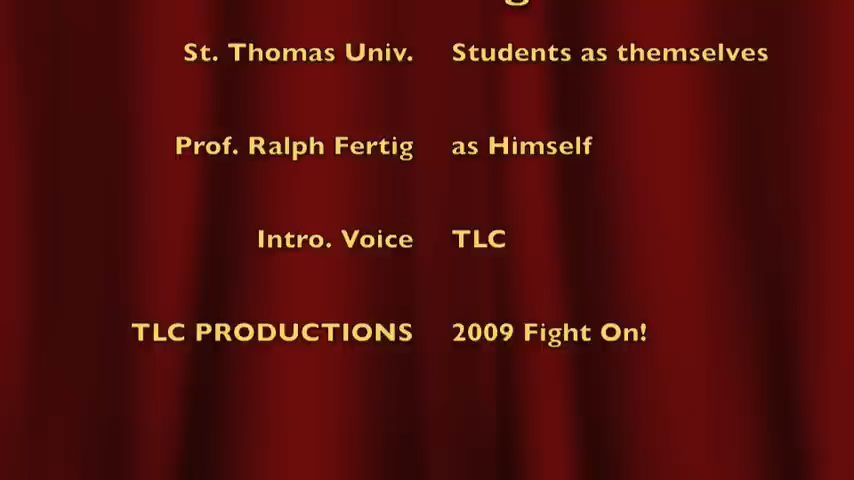 St. Thomas Univ. Students as themselves
Prof. Ralph Fertig as Himself
Intro. Voice TLC
TLC PRODUCTIONS 2009 Fight On!